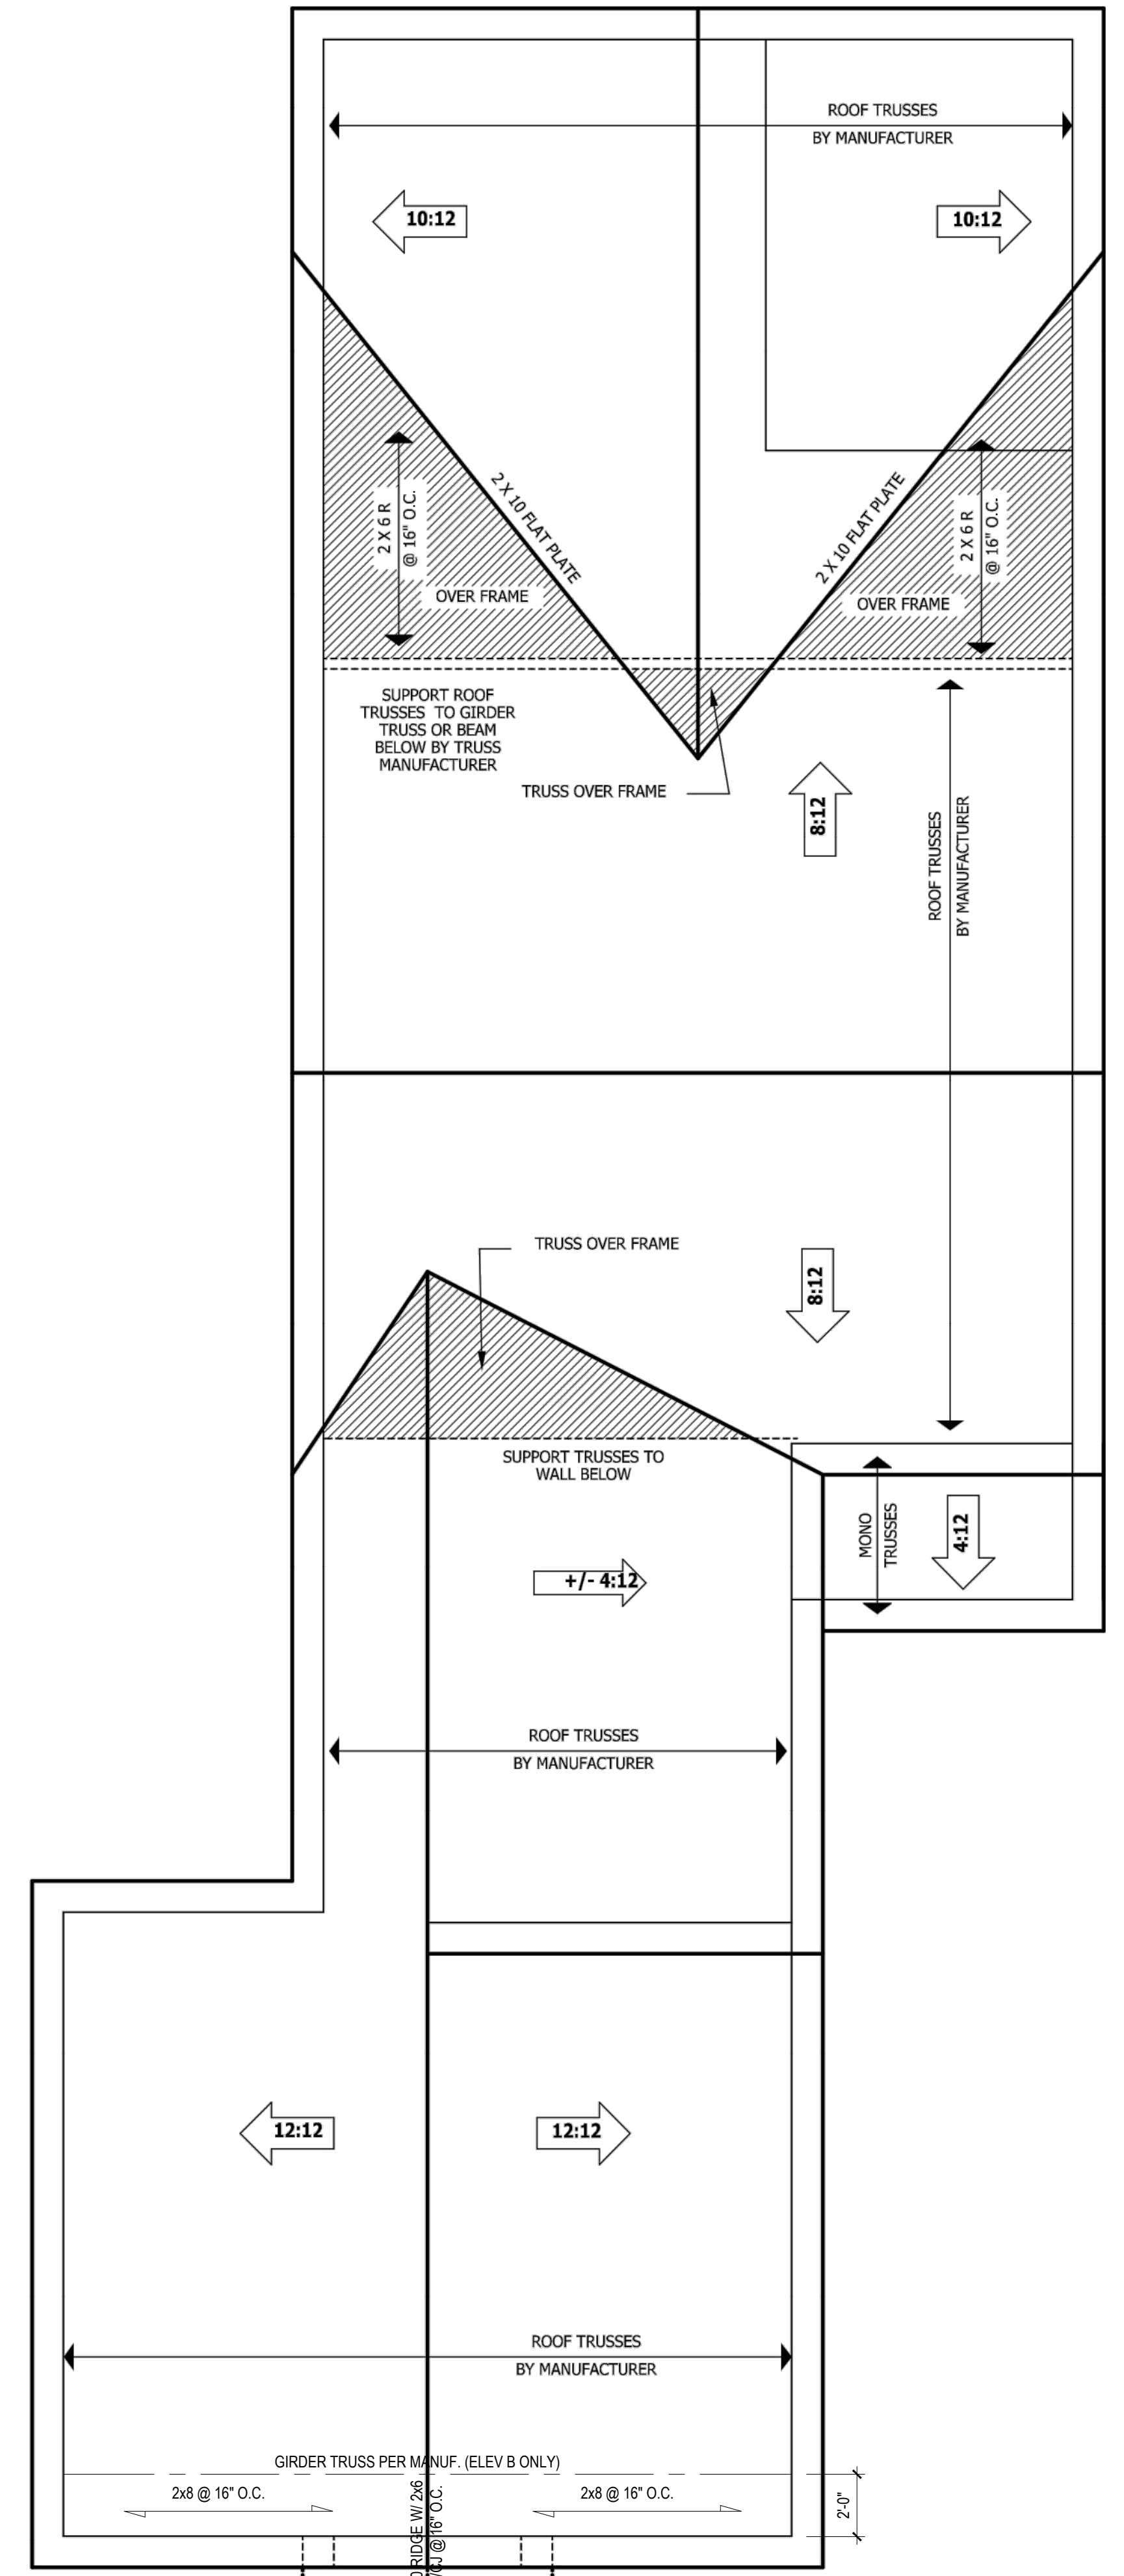 ROOF TRUSSES
BY MANUFACTURER
10:12
10:12
2 X 10 FLAT PLATE
2 X 10 FLAT PLATE
2 X 6 R
@ 16" O.C.
2 X 6 R
@ 16" O.C.
OVER FRAME
OVER FRAME
SUPPORT ROOF
TRUSSES TO GIRDER
TRUSS OR BEAM
BELOW BY TRUSS
MANUFACTURER
TRUSS OVER FRAME
8:12
ROOF TRUSSES
BY MANUFACTURER
TRUSS OVER FRAME
8:12
SUPPORT TRUSSES TO
WALL BELOW
MONO
TRUSSES
4:12
+/- 4:12
ROOF TRUSSES
BY MANUFACTURER
12:12
12:12
ROOF TRUSSES
BY MANUFACTURER
GIRDER TRUSS PER MANUF. (ELEV B ONLY)
2x8 @ 16" O.C.
2x8 @ 16" O.C.
RIDGE W/ 2x6
@ 16" O.C.
2'-0"